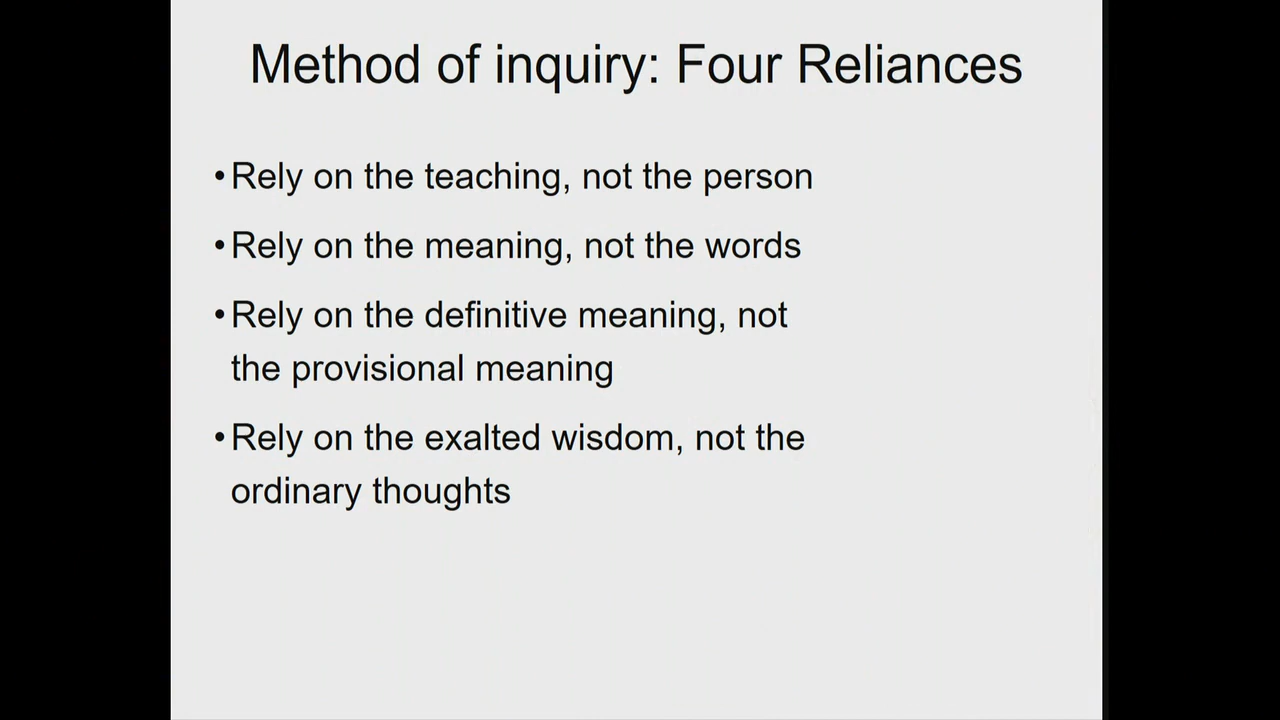 Method of inquiry: Four Reliances
•Rely on the teaching, not the person
•Rely on the meaning, not the words
•Rely on the definitive meaning, not
the provisional meaning
•Rely on the exalted wisdom, not the
ordinary thoughts